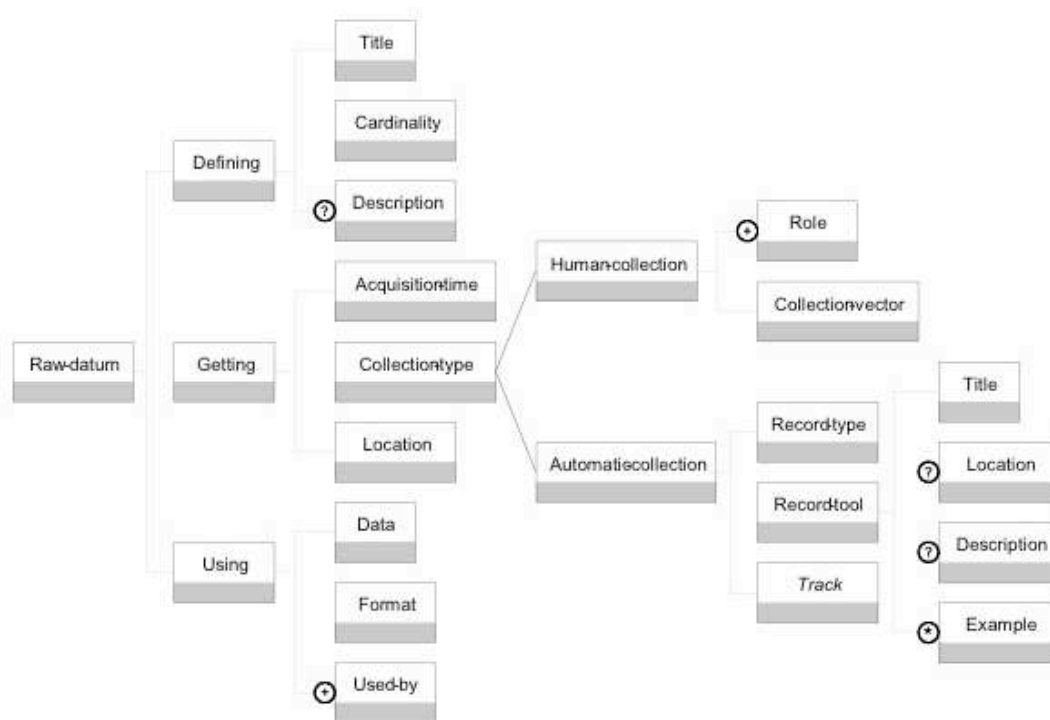 Title
Cardinality
Defining
? Description
Role
+
Human-collection
Acquisition-time
Collection-vector
Raw-datum
Getting
Collection-type
Title
Record-type
Location
Automatic-collection
? Location
Record-tool
Data
? Description
Using
Track
Format
* Example
+ Used-by